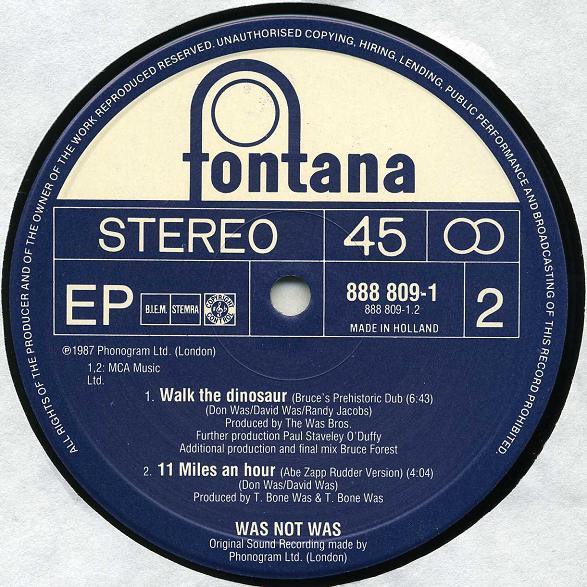 ALL RIGHTS OF THE PRODUCER AND OF THE OWNER OF THE WORK REPRODUCED RESERVED. UNAUTHORISED COPYING, HIRING, LENDING, PUBLIC PERFORMANCE AND BROADCASTING OF THIS RECORD PROHIBITED
fontana
STEREO 45
EP B.I.E.M. STEMRA COPYRIGHT CONTROL 888 809-1 2
888 809-1.2
MADE IN HOLLAND
℗1987 Phonogram Ltd. (London)
1,2: MCA Music
Ltd.
1. Walk the dinosaur (Bruce's Prehistoric Dub) (6:43)
(Don Was/David Was/Randy Jacobs)
Produced by The Was Bros.
Further production Paul Staveley O'Duffy
Additional production and final mix Bruce Forest
2. 11 Miles an hour (Abe Zapp Rudder Version) (4:04)
(Don Was/David Was)
Produced by T. Bone Was & T. Bone Was
WAS NOT WAS
Original Sound Recording made by
Phonogram Ltd. (London)